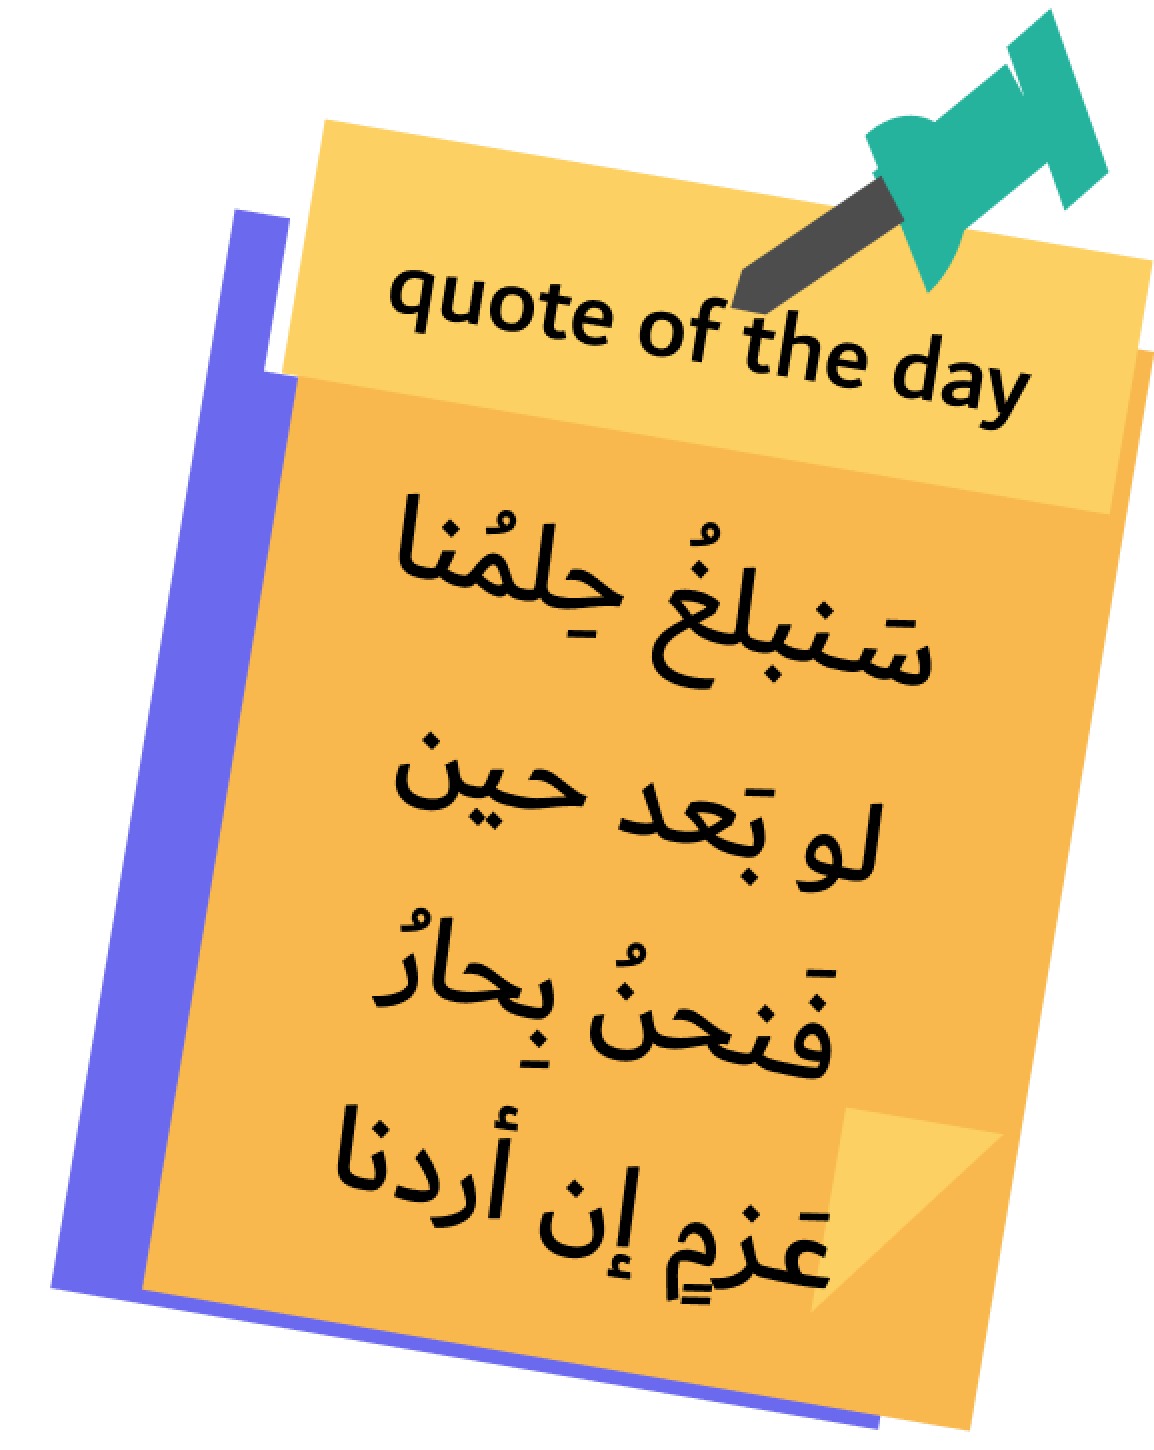 quote of the day
سَنبلغُ حِلمُنا
لو بَعد حين
فَنحنُ بِحارُ
عَزمٍ إن أردنا